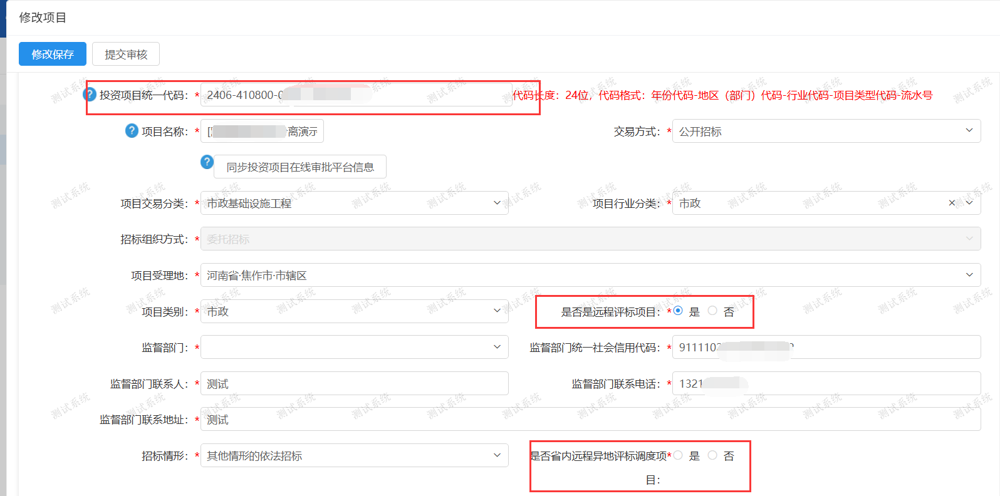 修改项目
修改保存 提交审核
投资项目统一代码：* 2406-410800-0 代码长度：24位，代码格式：年份代码-地区（部门）代码-行业代码-项目类型代码-流水号
项目名称：* [ 离演示 交易方式：* 公开招标
同步投资项目在线审批平台信息
项目交易分类：* 市政基础设施工程 项目行业分类：* 市政
招标组织方式：* 委托招标
项目受理地：* 河南省·焦作市·市辖区
项目类别：* 市政 是否是远程评标项目：* 是 否
监督部门：* 监督部门统一社会信用代码：* 911110
监督部门联系人：* 测试 监督部门联系电话：* 1321
监督部门联系地址：* 测试
招标情形：* 其他情形的依法招标 是否省内远程异地评标调度项* 是 否
目：
测试系统